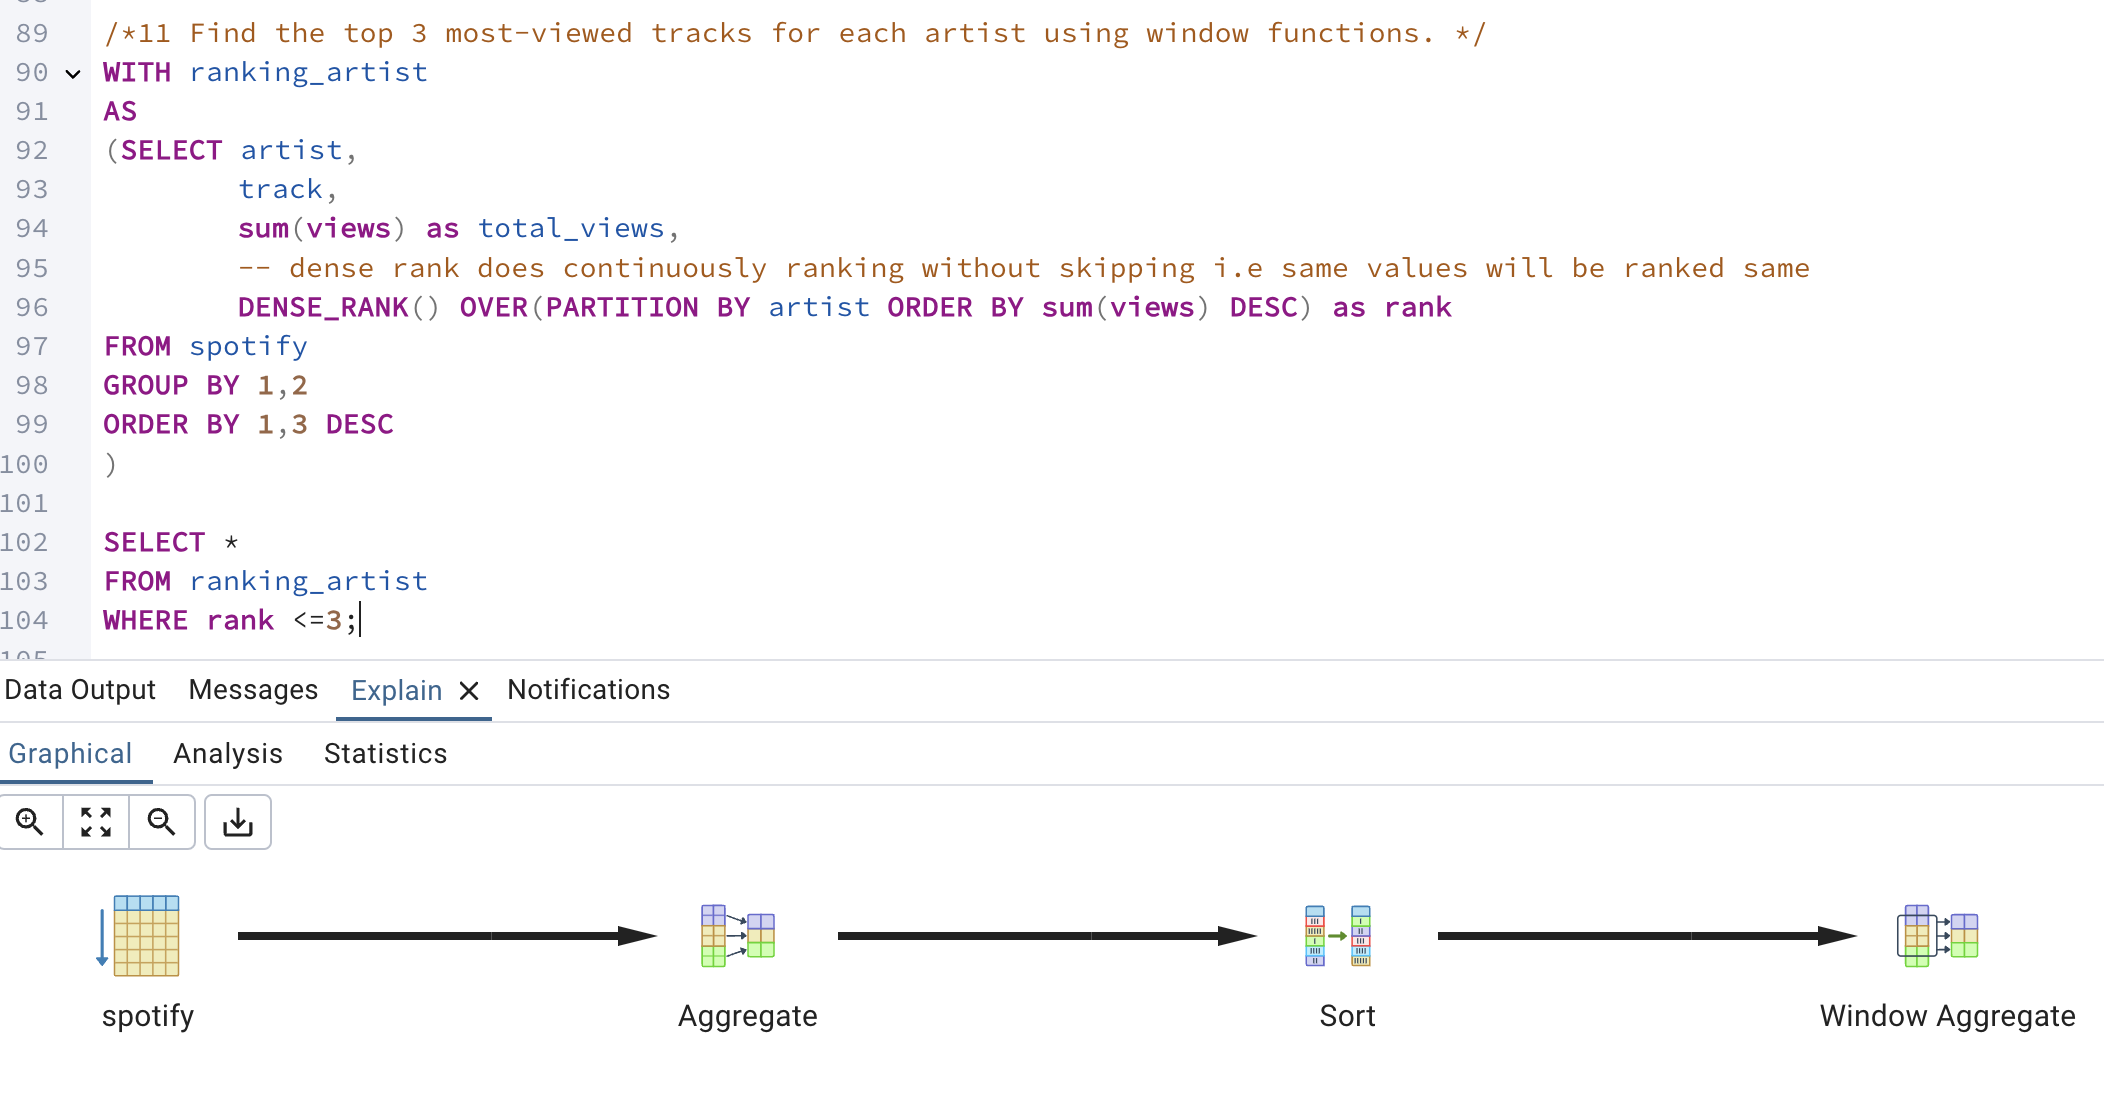 89 /*11 Find the top 3 most-viewed tracks for each artist using window functions. */
90 WITH ranking_artist
91 AS
92 (SELECT artist,
93 track,
94 sum(views) as total_views,
95 -- dense rank does continuously ranking without skipping i.e same values will be ranked same
96 DENSE_RANK() OVER(PARTITION BY artist ORDER BY sum(views) DESC) as rank
97 FROM spotify
98 GROUP BY 1,2
99 ORDER BY 1,3 DESC
100 )
101
102 SELECT *
103 FROM ranking_artist
104 WHERE rank <=3;
105
Data Output Messages Explain Notifications
Graphical Analysis Statistics
spotify Aggregate Sort Window Aggregate